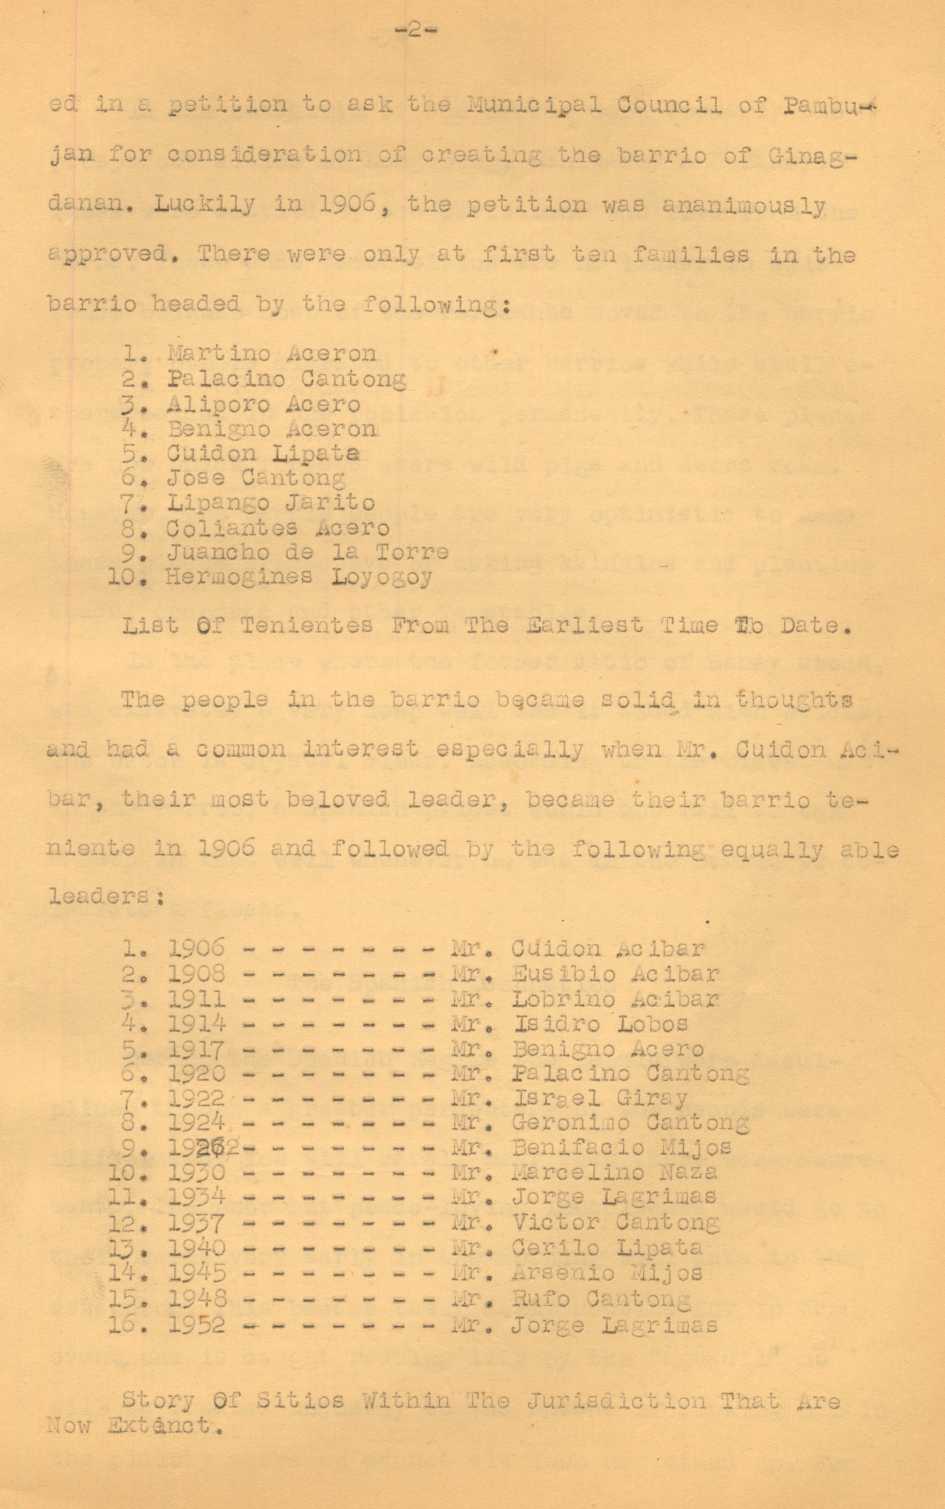 -2-
ed in a petition to ask the Municipal Council of Pambu-
jan for consideration of creating the barrio of Ginag-
danan. Luckily in 1906, the petition was ananimously
approved. There were only at first ten families in the
barrio headed by the following:
1. Martino Aceron
2. Palacino Cantong
3. Aliporo Acero
4. Benigno Aceron
5. Cuidon Lipata
6. Jose Cantong
7. Lipango Jarito
8. Coliantes Acero
9. Juancho de la Torre
10. Hermogines Loyogoy
List Of Tenientes From The Earliest Time To Date.
The people in the barrio became solid in thoughts
and had a common interest especially when Mr. Cuidon Aci-
bar, their most beloved leader, became their barrio te-
niente in 1906 and followed by the following equally able
leaders:
1. 1906 - - - - - - - Mr. Cuidon Acibar
2. 1908 - - - - - - - Mr. Eusibio Acibar
3. 1911 - - - - - - - Mr. Lobrino Acibar
4. 1914 - - - - - - - Mr. Isidro Lobos
5. 1917 - - - - - - - Mr. Benigno Acero
6. 1920 - - - - - - - Mr. Palacino Cantong
7. 1922 - - - - - - - Mr. Israel Giray
8. 1924 - - - - - - - Mr. Geronimo Cantong
9. - - - - - - - Mr. Benifacio Mijos
10. 1930 - - - - - - - Mr. Marcelino Naza
11. 1934 - - - - - - - Mr. Jorge Lagrimas
12. 1937 - - - - - - - Mr. Victor Cantong
13. 1940 - - - - - - - Mr. Cerilo Lipata
14. 1945 - - - - - - - Mr. Arsenio Mijos
15. 1948 - - - - - - - Mr. Rufo Cantong
16. 1952 - - - - - - - Mr. Jorge Lagrimas
Story Of Sitios Within The Jurisdiction That Are
Now Extinct.